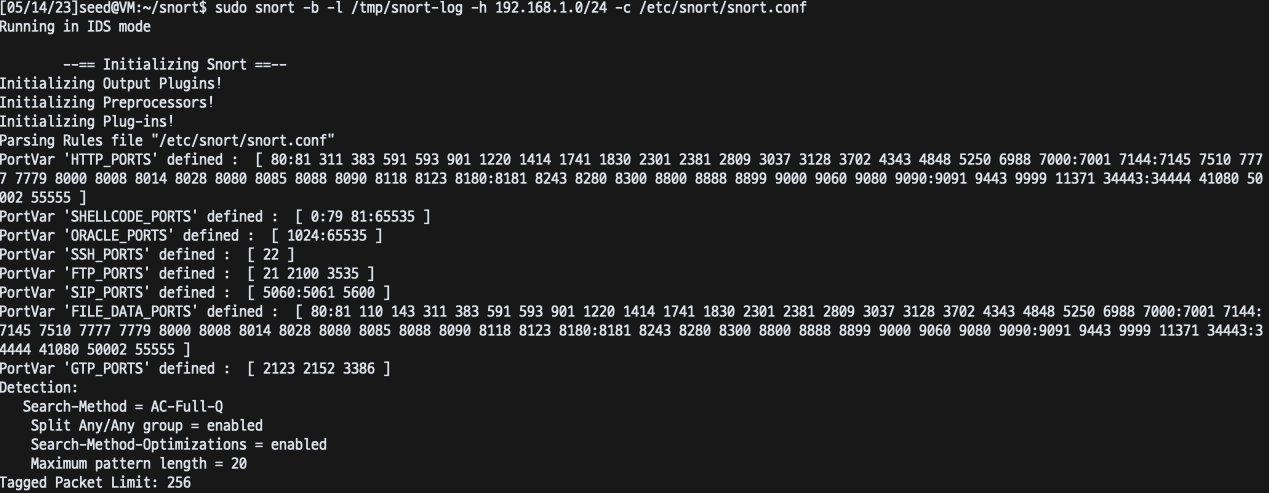 [05/14/23]seed@VM:~/snort$ sudo snort -b -l /tmp/snort-log -h 192.168.1.0/24 -c /etc/snort/snort.conf
Running in IDS mode
--== Initializing Snort ==--
Initializing Output Plugins!
Initializing Preprocessors!
Initializing Plug-ins!
Parsing Rules file "/etc/snort/snort.conf"
PortVar 'HTTP_PORTS' defined :  [ 80:81 311 383 591 593 901 1220 1414 1741 1830 2301 2381 2809 3037 3128 3702 4343 4848 5250 6988 7000:7001 7144:7145 7510 777
7 7779 8000 8008 8014 8028 8080 8085 8088 8090 8118 8123 8180:8181 8243 8280 8300 8800 8888 8899 9000 9060 9080 9090:9091 9443 9999 11371 34443:34444 41080 50
002 55555 ]
PortVar 'SHELLCODE_PORTS' defined :  [ 0:79 81:65535 ]
PortVar 'ORACLE_PORTS' defined :  [ 1024:65535 ]
PortVar 'SSH_PORTS' defined :  [ 22 ]
PortVar 'FTP_PORTS' defined :  [ 21 2100 3535 ]
PortVar 'SIP_PORTS' defined :  [ 5060:5061 5600 ]
PortVar 'FILE_DATA_PORTS' defined :  [ 80:81 110 143 311 383 591 593 901 1220 1414 1741 1830 2301 2381 2809 3037 3128 3702 4343 4848 5250 6988 7000:7001 7144:
7145 7510 7777 7779 8000 8008 8014 8028 8080 8085 8088 8090 8118 8123 8180:8181 8243 8280 8300 8800 8888 8899 9000 9060 9080 9090:9091 9443 9999 11371 34443:3
4444 41080 50002 55555 ]
PortVar 'GTP_PORTS' defined :  [ 2123 2152 3386 ]
Detection:
   Search-Method = AC-Full-Q
    Split Any/Any group = enabled
    Search-Method-Optimizations = enabled
    Maximum pattern length = 20
Tagged Packet Limit: 256